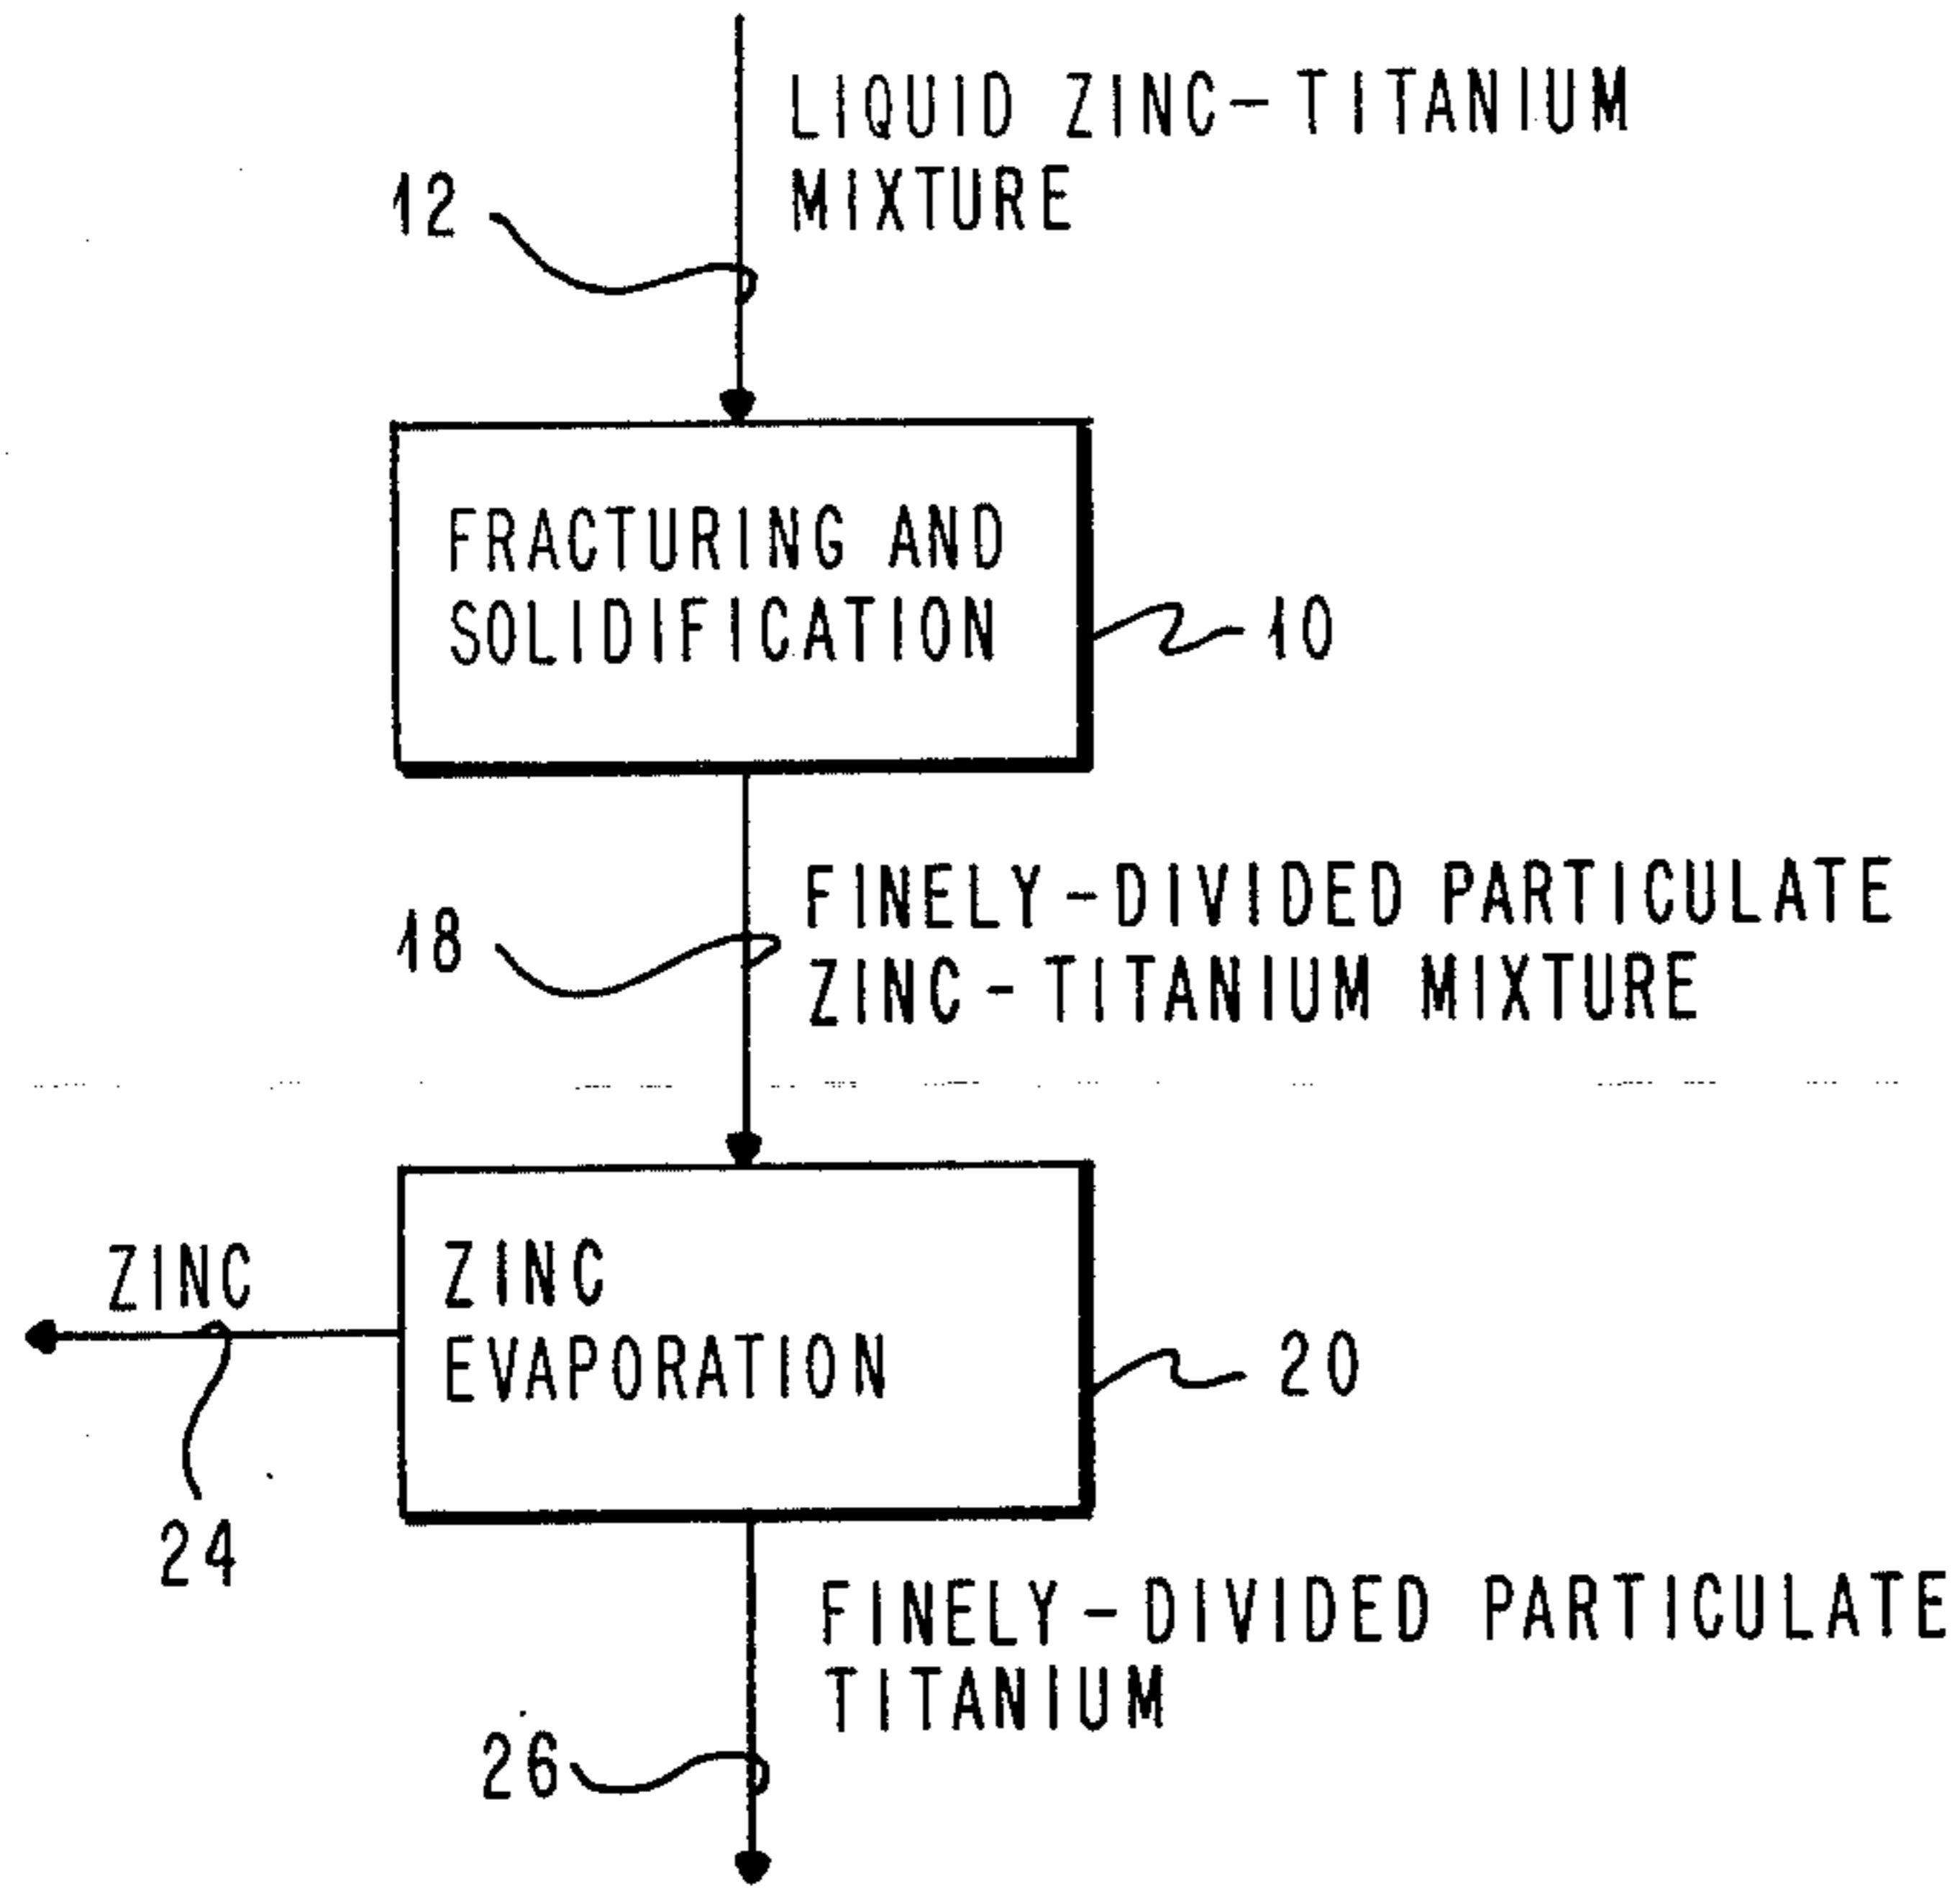 LIQUID ZINC-TITANIUM
MIXTURE
12
FRACTURING AND
SOLIDIFICATION
10
FINELY-DIVIDED PARTICULATE
ZINC-TITANIUM MIXTURE
18
ZINC
ZINC
EVAPORATION
20
24
FINELY-DIVIDED PARTICULATE
TITANIUM
26